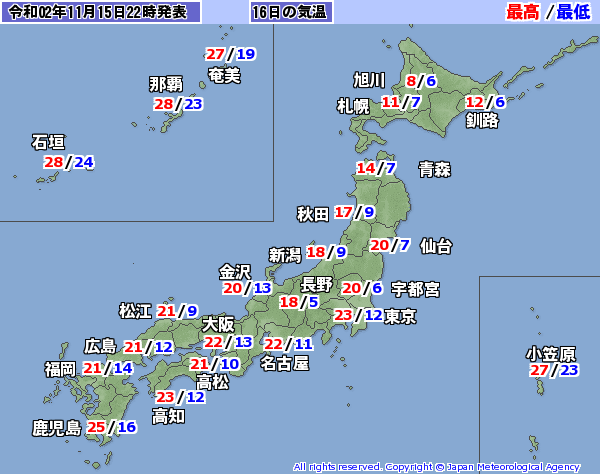 令和02年11月15日22時発表
16日の気温
最高/最低
27/19
奄美
那覇
28/23
石垣
28/24
旭川
8/6
札幌
11/7
12/6
釧路
14/7
青森
秋田
17/9
20/7
仙台
新潟
18/9
金沢
20/13
長野
18/5
20/6
宇都宮
23/12
東京
松江
21/9
大阪
22/13
22/11
名古屋
広島
21/12
福岡
21/14
21/10
高松
23/12
高知
鹿児島
25/16
小笠原
27/23
All rights reserved. Copyright © Japan Meteorological Agency